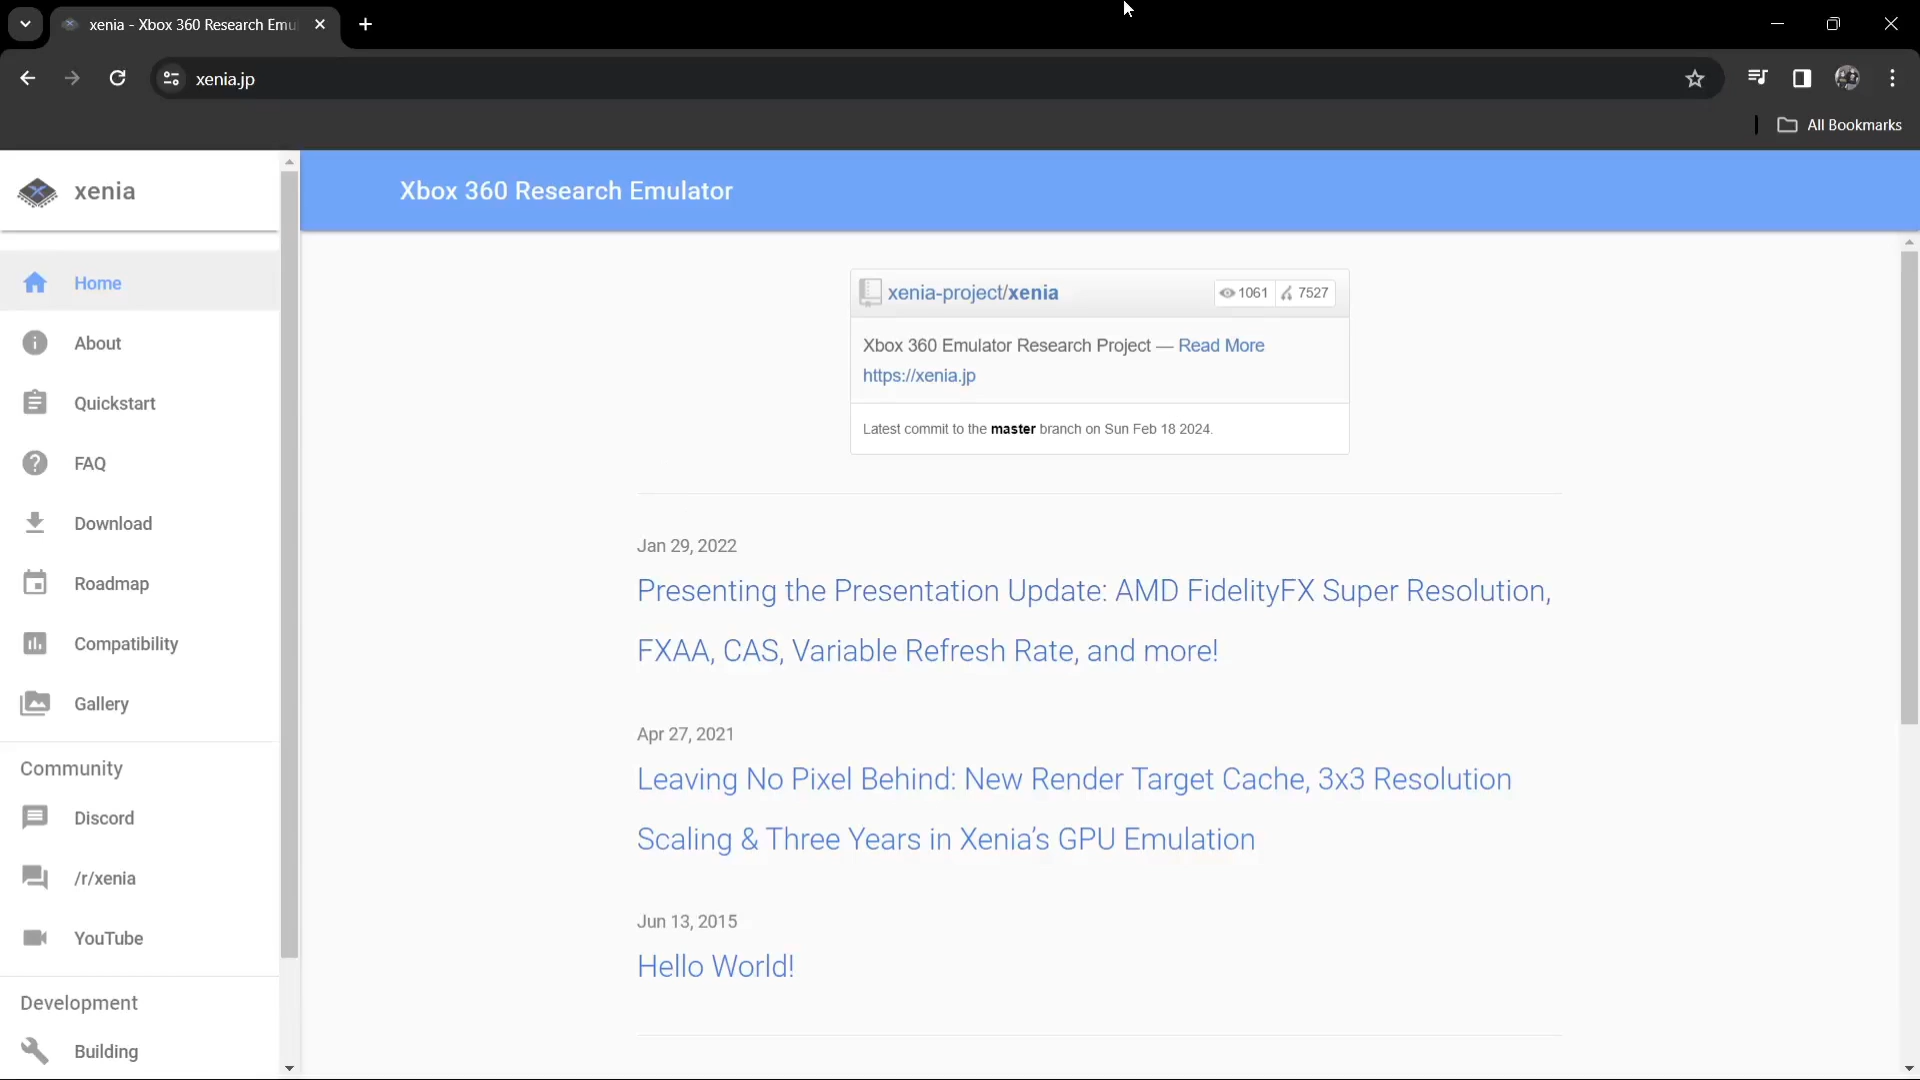 xenia - Xbox 360 Research Emu
xenia.jp
All Bookmarks
xenia
Xbox 360 Research Emulator
Home
About
Quickstart
FAQ
Download
Roadmap
Compatibility
Gallery
Community
Discord
/r/xenia
YouTube
Development
Building
xenia-project/xenia
1061
7527
Xbox 360 Emulator Research Project — Read More
https://xenia.jp
Latest commit to the master branch on Sun Feb 18 2024.
Jan 29, 2022
Presenting the Presentation Update: AMD FidelityFX Super Resolution,
FXAA, CAS, Variable Refresh Rate, and more!
Apr 27, 2021
Leaving No Pixel Behind: New Render Target Cache, 3x3 Resolution
Scaling & Three Years in Xenia's GPU Emulation
Jun 13, 2015
Hello World!